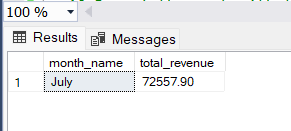 100 %
Results Messages
month_name total_revenue
1 July 72557.90